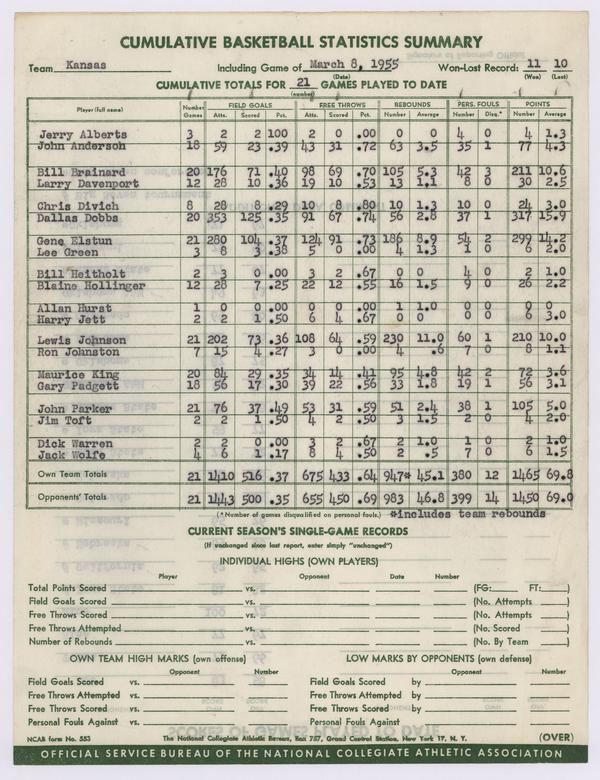 CUMULATIVE BASKETBALL STATISTICS SUMMARY
Team Kansas Including Game of March 8, 1955 Won-Lost Record: 11 10
(Date) (Won) (Lost)
CUMULATIVE TOTALS FOR 21 GAMES PLAYED TO DATE
(number)
Player (full name) Number Games FIELD GOALS FREE THROWS REBOUNDS PERS. FOULS POINTS
Atts. Scored Pct. Atts. Scored Pct. Number Average Number Disq.* Number Average
Jerry Alberts 3 2 2 100 2 0 .00 0 0 4 0 4 1.3
John Anderson 18 59 23 .39 43 31 .72 63 3.5 35 1 77 4.3
Bill Brainard 20 176 71 .40 98 69 .70 105 5.3 42 3 211 10.6
Larry Davenport 12 28 10 .36 19 10 .53 13 1.1 8 0 30 2.5
Chris Divich 8 28 8 .29 10 8 .80 10 1.3 10 0 24 3.0
Dallas Dobbs 20 353 125 .35 91 67 .74 56 2.8 37 1 317 15.9
Gene Elstun 21 280 104 .37 124 91 .73 186 8.9 54 2 299 14.2
Lee Green 3 8 3 .38 5 0 .00 4 1.3 1 0 6 2.0
Bill Heitholt 2 3 0 .00 3 2 .67 0 0 4 0 2 1.0
Blaine Hollinger 12 28 7 .25 22 12 .55 16 1.5 9 0 26 2.2
Allan Hurst 1 0 0 .00 0 0 .00 1 1.0 0 0 0 0
Harry Jett 2 2 1 .50 6 4 .67 0 0 0 0 6 3.0
Lewis Johnson 21 202 73 .36 108 64 .59 230 11.0 60 1 210 10.0
Ron Johnston 7 15 4 .27 3 0 .00 4 .6 7 0 8 1.1
Maurice King 20 84 29 .35 34 14 .41 95 4.8 42 2 72 3.6
Gary Padgett 18 56 17 .30 39 22 .56 33 1.8 19 1 56 3.1
John Parker 21 76 37 .49 53 31 .59 51 2.4 38 1 105 5.0
Jim Toft 2 2 1 .50 4 2 .50 3 1.5 2 0 4 2.0
Dick Warren 2 2 0 .00 3 2 .67 2 1.0 1 0 2 1.0
Jack Wolfe 4 6 1 .17 8 4 .50 2 .5 7 0 6 1.5
Own Team Totals 21 1410 516 .37 675 433 .64 947* 45.1 380 12 1465 69.8
Opponents' Totals 21 1443 500 .35 655 450 .69 983 46.8 399 14 1450 69.0
(*Number of games disqualified on personal fouls.) *includes team rebounds
CURRENT SEASON'S SINGLE-GAME RECORDS
(If unchanged since last report, enter simply "unchanged")
INDIVIDUAL HIGHS (OWN PLAYERS)
Player Opponent Date Number
Total Points Scored vs. (FG: FT: )
Field Goals Scored vs. (No. Attempts )
Free Throws Scored vs. (No. Attempts )
Free Throws Attempted vs. (No. Scored )
Number of Rebounds vs. (No. By Team )
OWN TEAM HIGH MARKS (own offense) LOW MARKS BY OPPONENTS (own defense)
Opponent Number Opponent Number
Field Goals Scored vs. Field Goals Scored by
Free Throws Attempted vs. Free Throws Attempted by
Free Throws Scored vs. Free Throws Scored by
Personal Fouls Against vs. Personal Fouls Against by
NCAB form No. 553 The National Collegiate Athletic Bureau, Box 757, Grand Central Station, New York 17, N. Y. (OVER)
OFFICIAL SERVICE BUREAU OF THE NATIONAL COLLEGIATE ATHLETIC ASSOCIATION